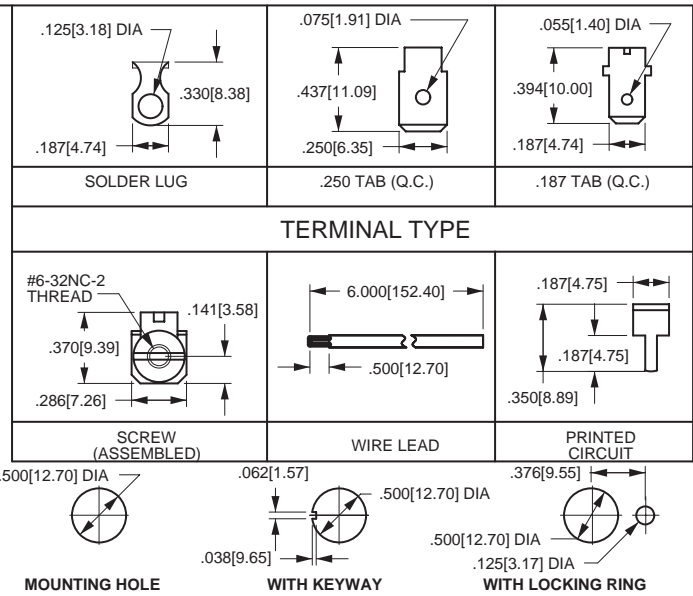 .125[3.18] DIA
.330[8.38]
.187[4.74]
SOLDER LUG
.075[1.91] DIA
.437[11.09]
.250[6.35]
.250 TAB (Q.C.)
.055[1.40] DIA
.394[10.00]
.187[4.74]
.187 TAB (Q.C.)
TERMINAL TYPE
#6-32NC-2
THREAD
.141[3.58]
.370[9.39]
.286[7.26]
SCREW
(ASSEMBLED)
6.000[152.40]
.500[12.70]
WIRE LEAD
.187[4.75]
.187[4.75]
.350[8.89]
PRINTED
CIRCUIT
.500[12.70] DIA
MOUNTING HOLE
.062[1.57]
.500[12.70] DIA
.038[9.65]
WITH KEYWAY
.376[9.55]
.500[12.70] DIA
.125[3.17] DIA
WITH LOCKING RING